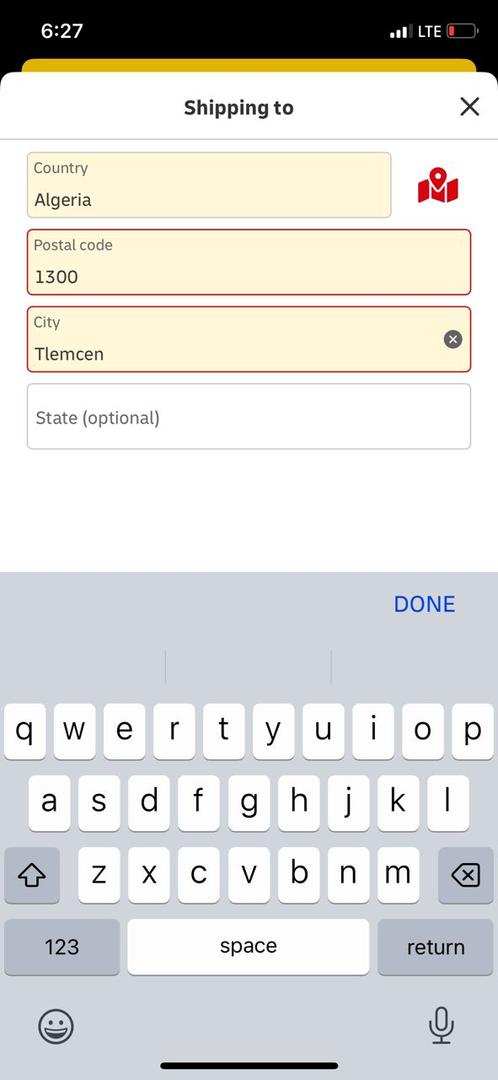 6:27
LTE
Shipping to
Country
Algeria
Postal code
1300
City
Tlemcen
State (optional)
DONE
q w e r t y u i o p
a s d f g h j k l
z x c v b n m
123 space return